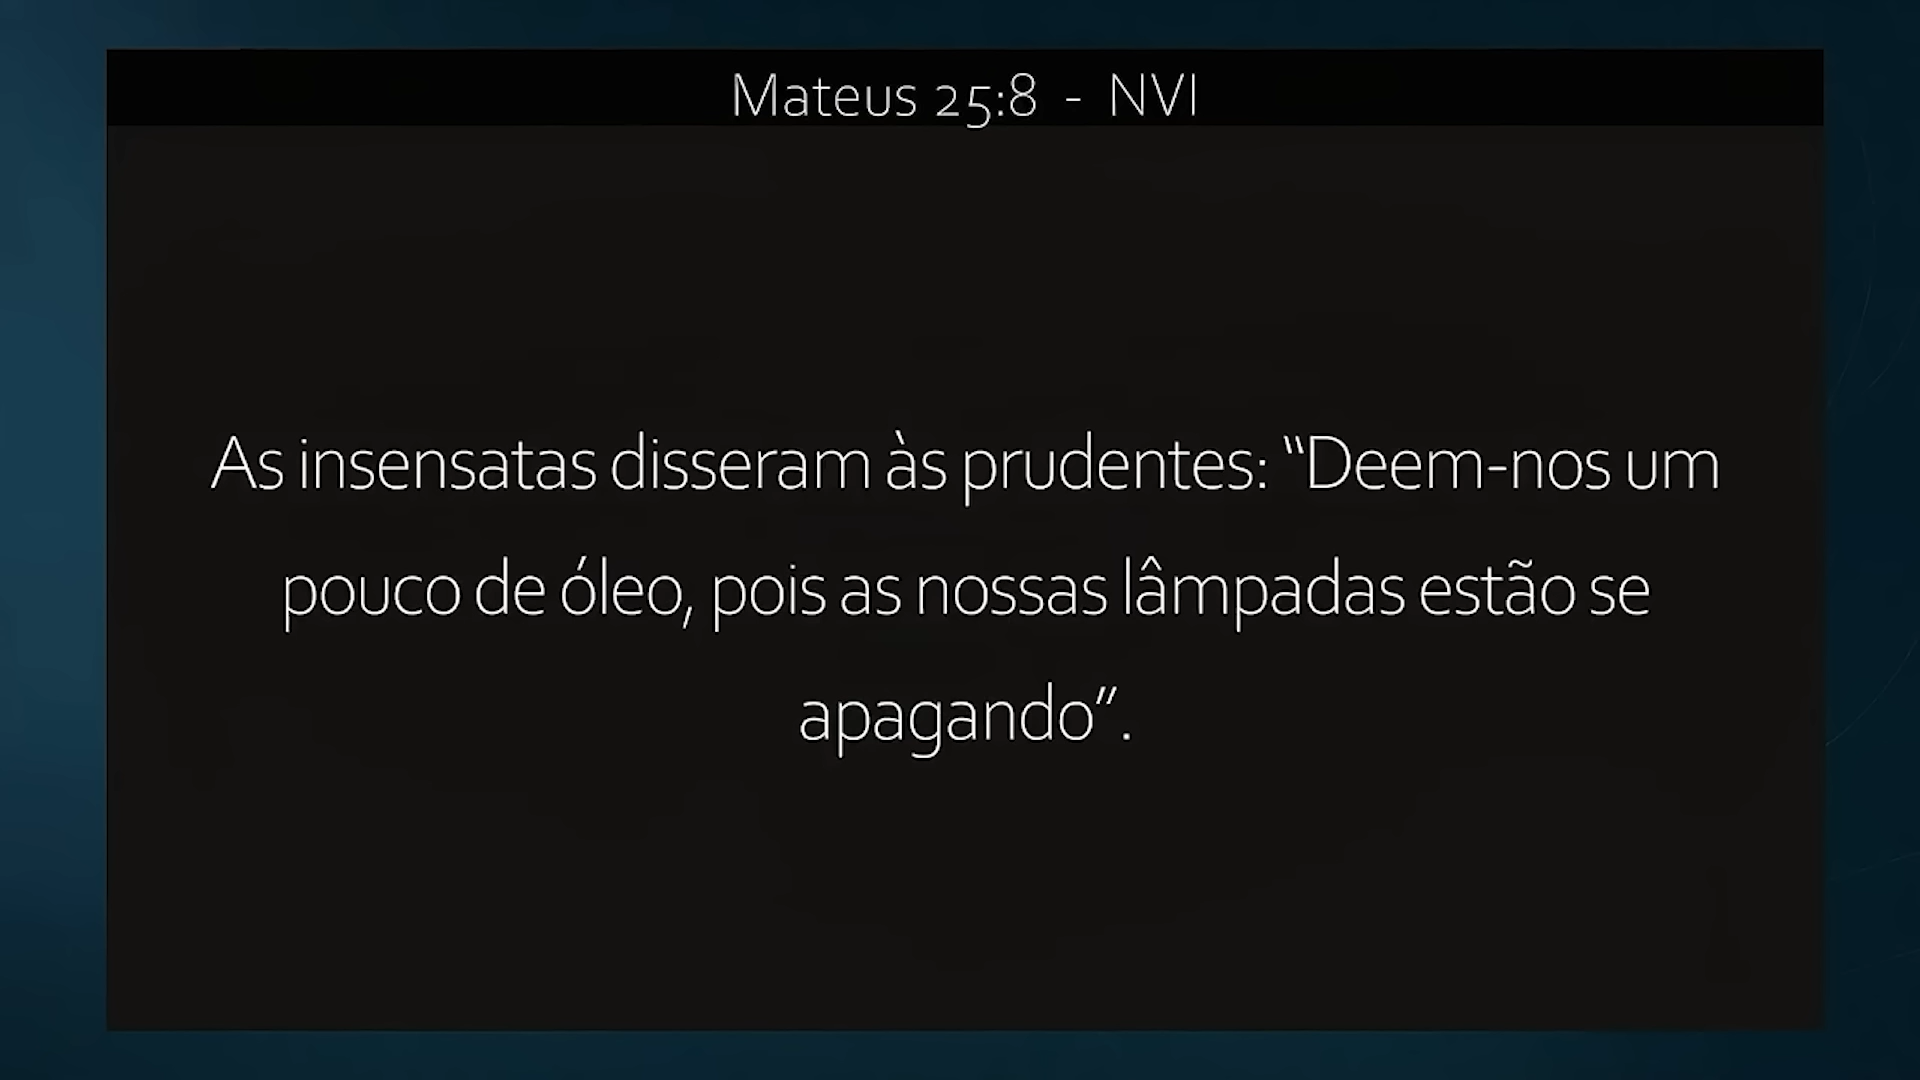 Mateus 25:8 - NVI
As insensatas disseram às prudentes: “Deem-nos um
pouco de óleo, pois as nossas lâmpadas estão se
apagando”.